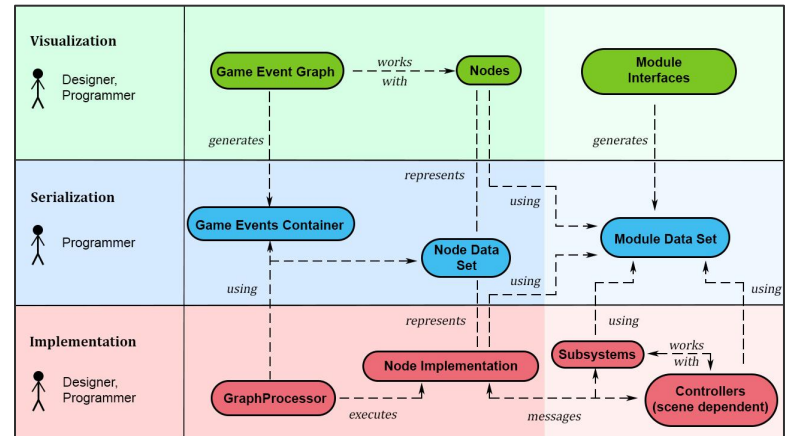 Visualization
Designer,
Programmer
Game Event Graph
works
with
Nodes
Module
Interfaces
generates
generates
represents
Serialization
Programmer
using
Game Events Container
Node Data
Set
Module Data Set
using
using
using
using
represents
Implementation
Designer,
Programmer
GraphProcessor
executes
Node Implementation
messages
Subsystems
works
with
Controllers
(scene dependent)